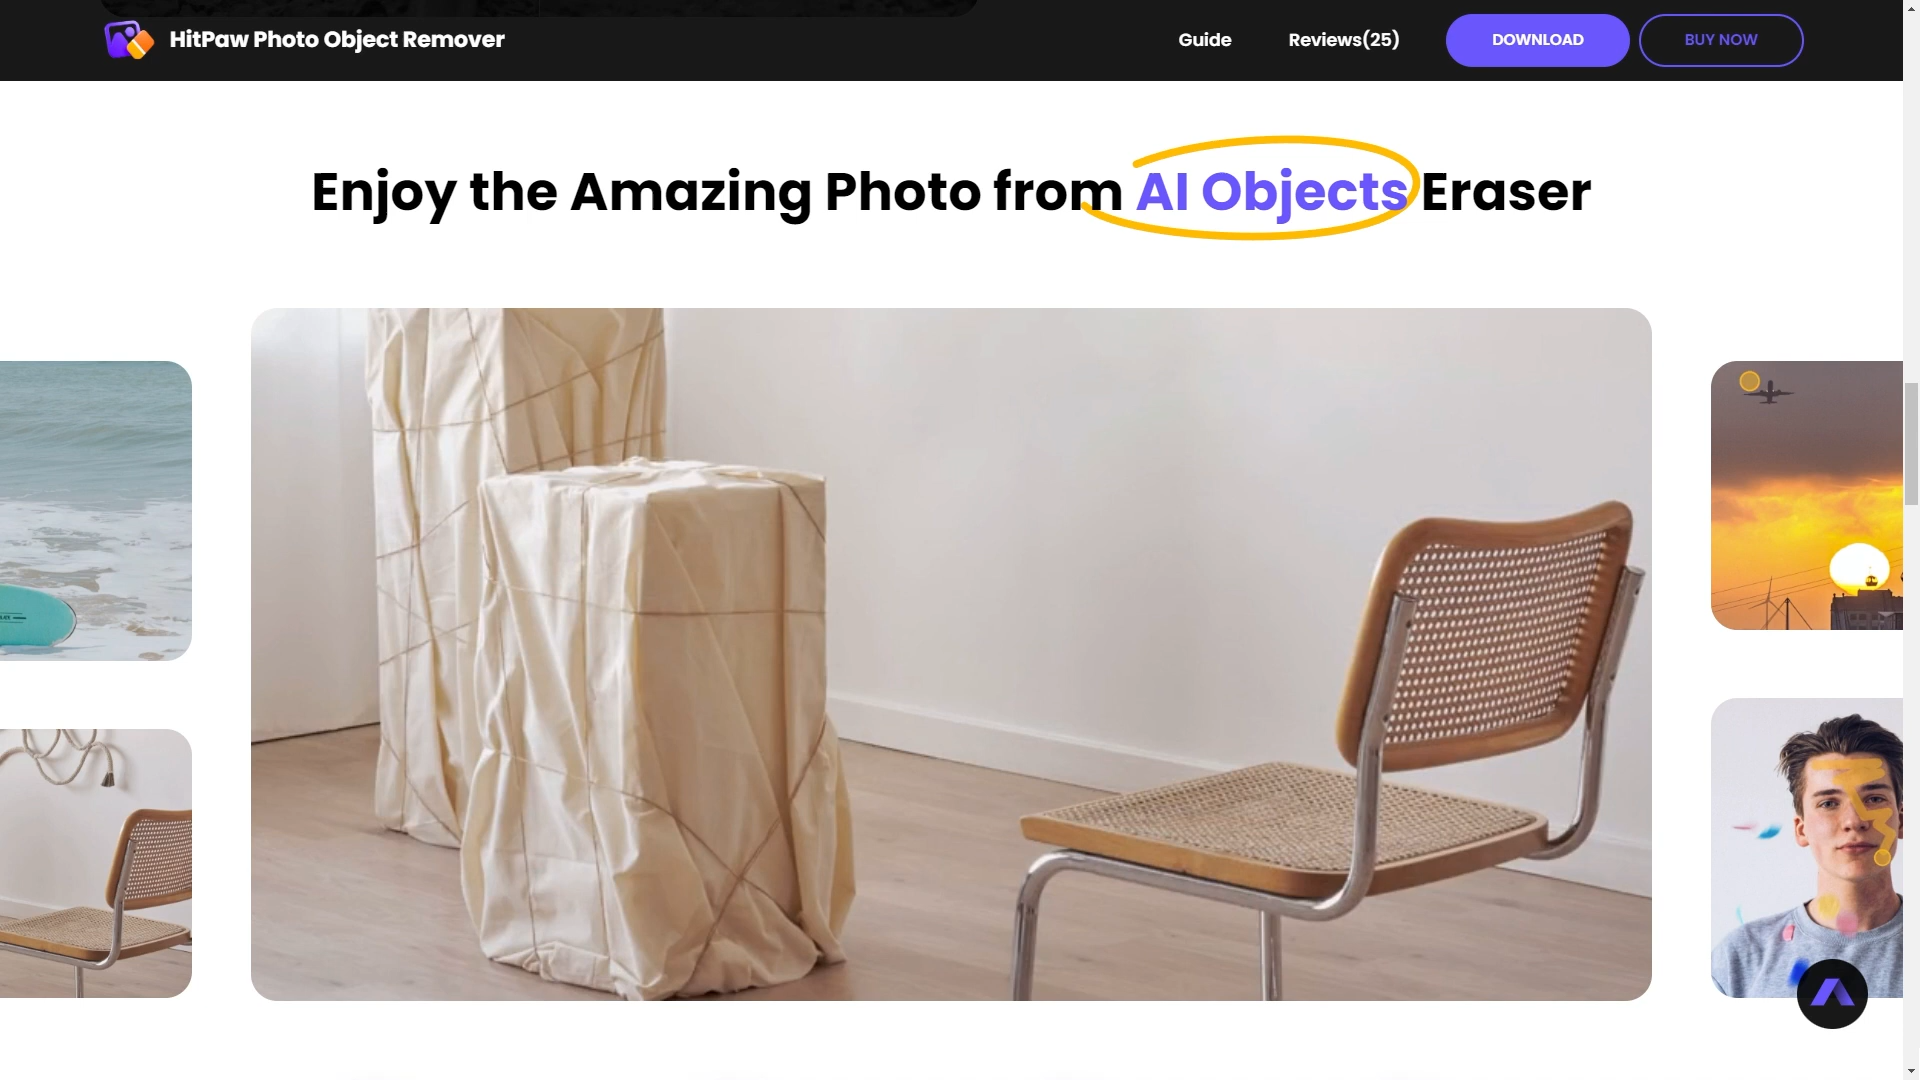 HitPaw Photo Object Remover
Guide
Reviews(25)
DOWNLOAD
BUY NOW
Enjoy the Amazing Photo from AI Objects Eraser